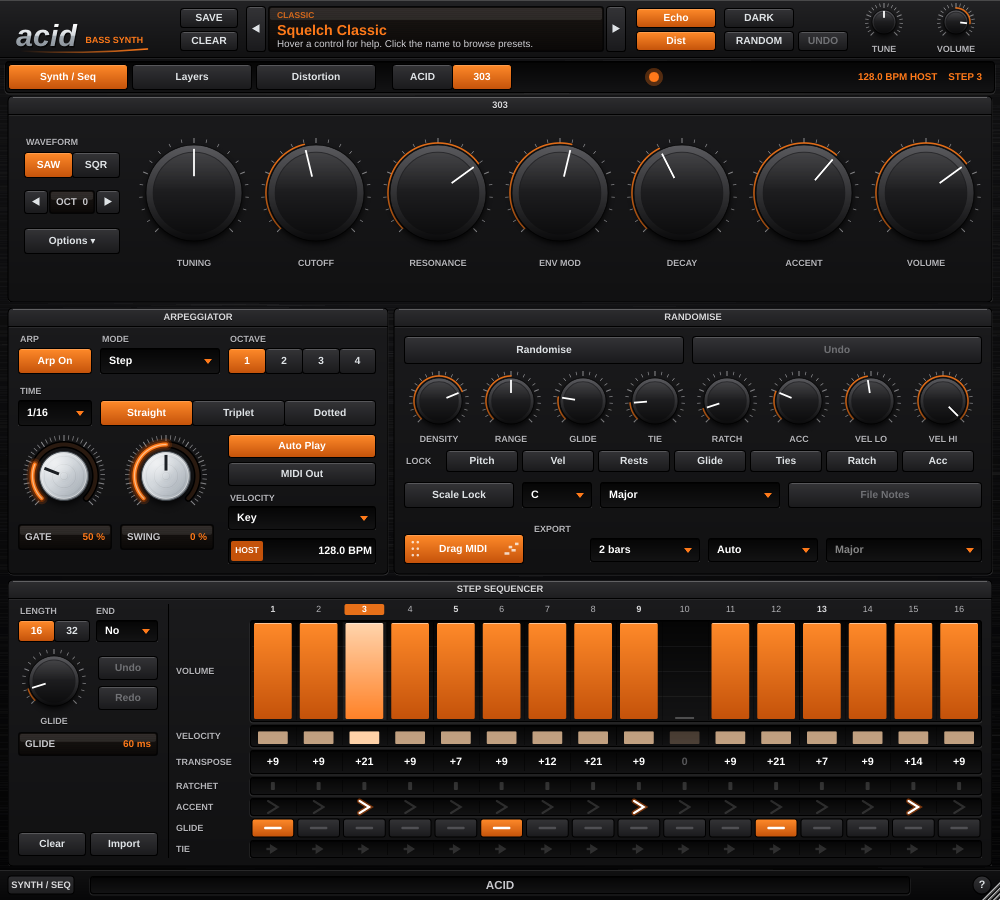 acid BASS SYNTH
SAVE
CLEAR
CLASSIC
Squelch Classic
Hover a control for help. Click the name to browse presets.
Echo
Dist
DARK
RANDOM UNDO
TUNE VOLUME
Synth / Seq Layers Distortion ACID 303 128.0 BPM HOST STEP 3
303
WAVEFORM
SAW SQR
OCT 0
Options ▾
TUNING CUTOFF RESONANCE ENV MOD DECAY ACCENT VOLUME
ARPEGGIATOR
ARP MODE OCTAVE
Arp On Step 1 2 3 4
TIME
1/16 Straight Triplet Dotted
Auto Play
MIDI Out
VELOCITY
Key
GATE 50 % SWING 0 %
HOST 128.0 BPM
RANDOMISE
Randomise Undo
DENSITY RANGE GLIDE TIE RATCH ACC VEL LO VEL HI
LOCK Pitch Vel Rests Glide Ties Ratch Acc
Scale Lock C Major File Notes
EXPORT
Drag MIDI 2 bars Auto Major
STEP SEQUENCER
LENGTH END
16 32 No
Undo
Redo
GLIDE
GLIDE 60 ms
Clear Import
1 2 3 4 5 6 7 8 9 10 11 12 13 14 15 16
VOLUME
VELOCITY
TRANSPOSE +9 +9 +21 +9 +7 +9 +12 +21 +9 0 +9 +21 +7 +9 +14 +9
RATCHET
ACCENT
GLIDE
TIE
SYNTH / SEQ ACID ?